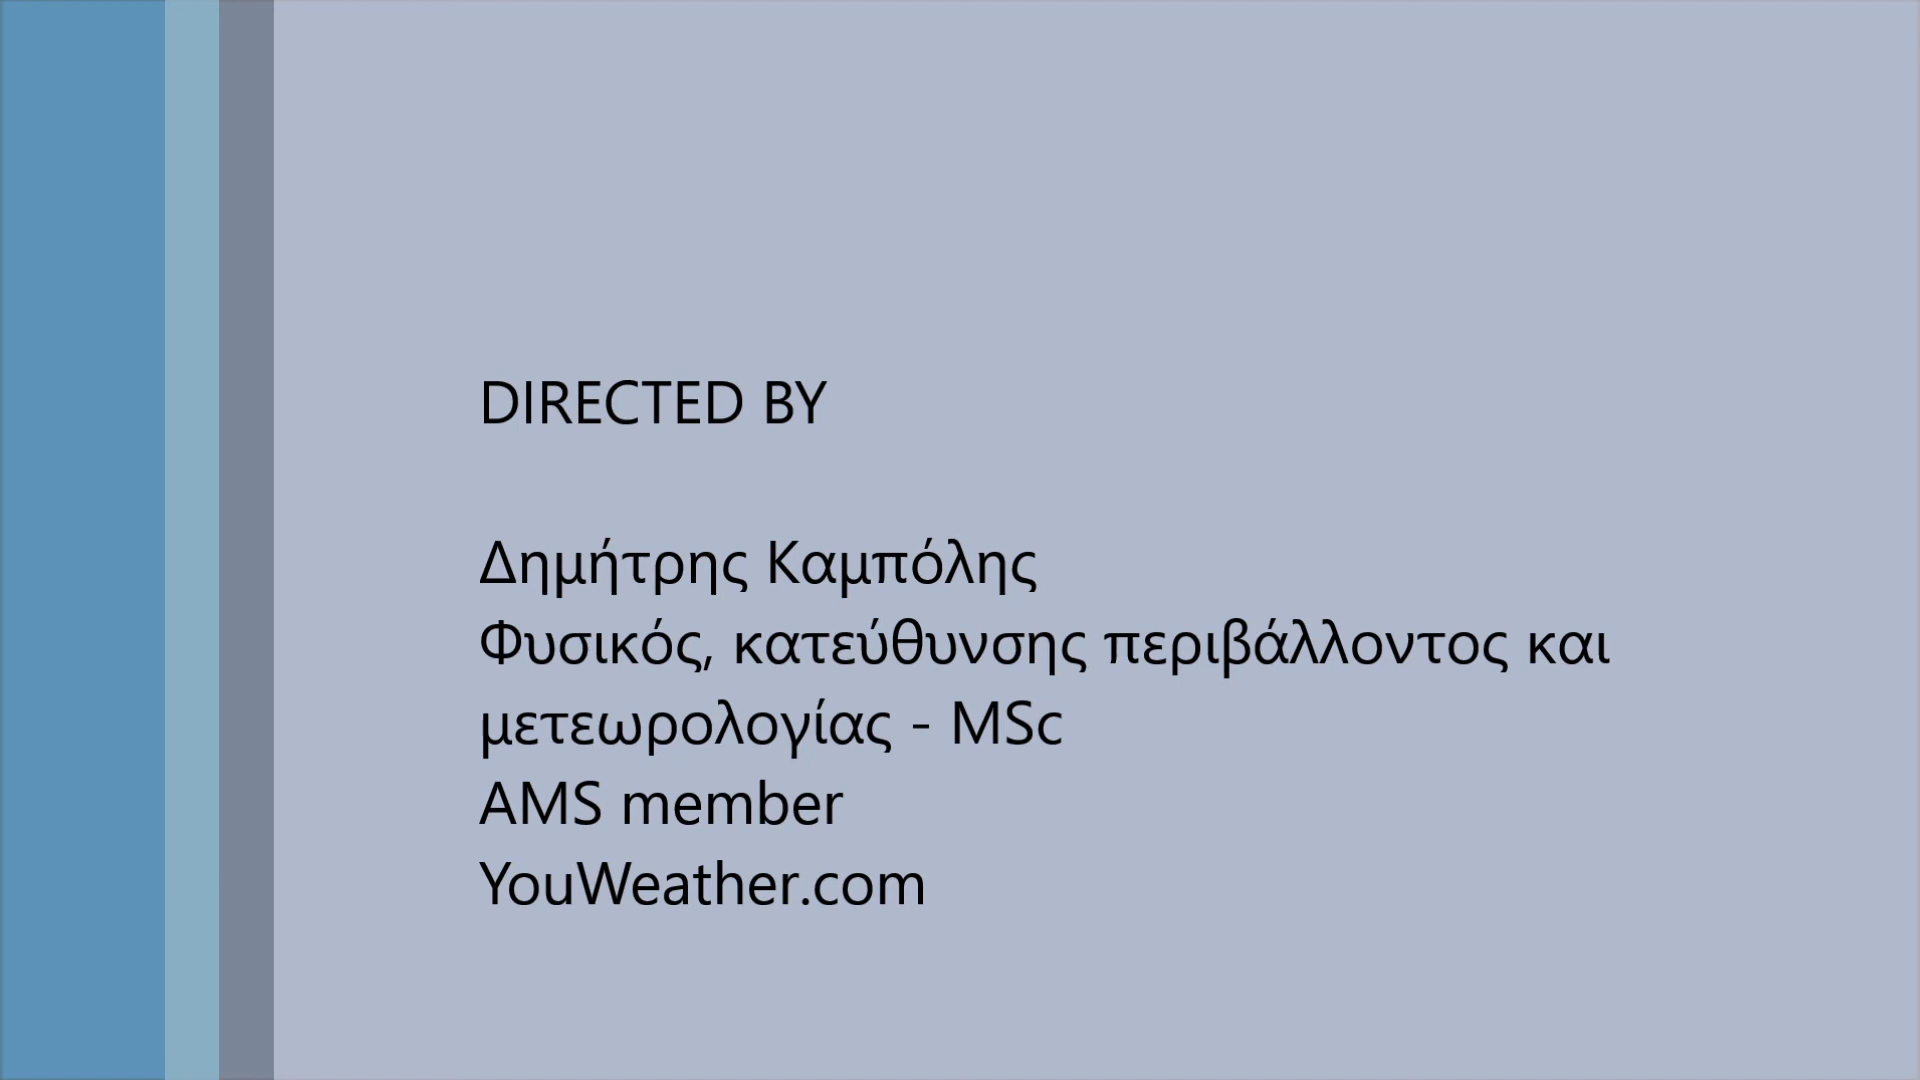 DIRECTED BY
Δημήτρης Καμπόλης
Φυσικός, κατεύθυνσης περιβάλλοντος και
μετεωρολογίας - MSc
AMS member
YouWeather.com